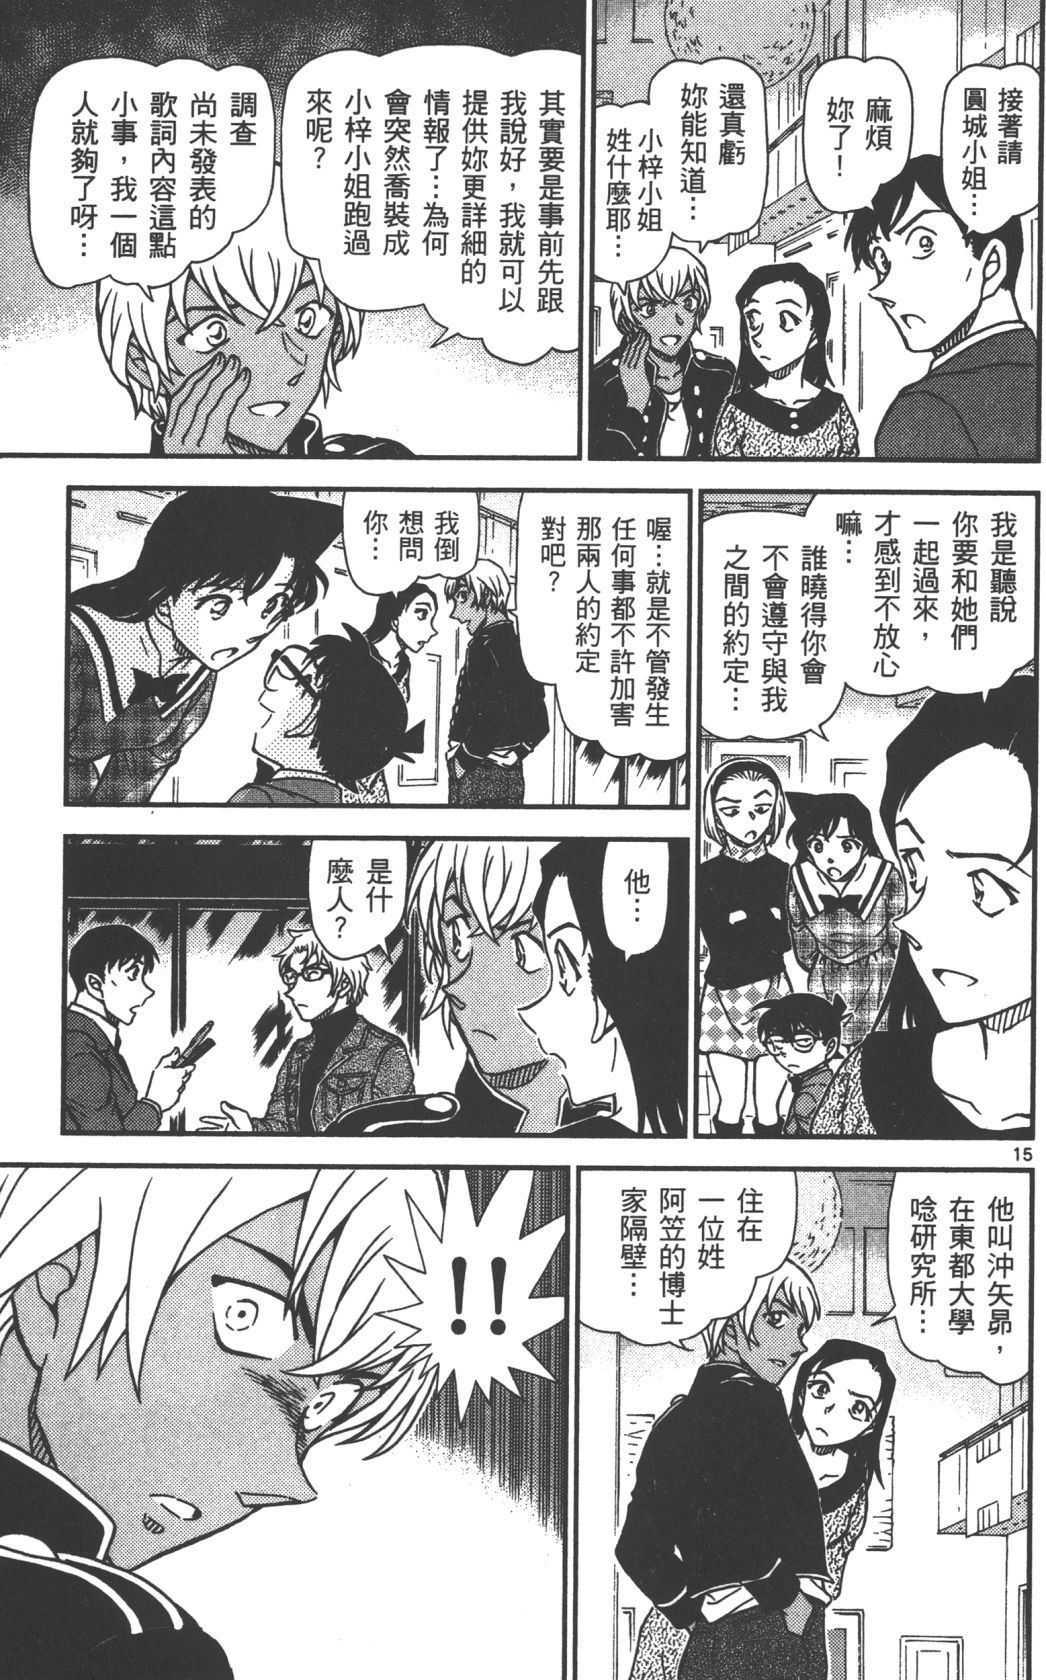 接著請
圓城小姐…
麻煩
妳了！
還真虧
妳能知道…
小梓小姐
姓什麼耶…
其實要是事前先跟
我說好，我就可以
提供妳更詳細的
情報了…為何
會突然喬裝成
小梓小姐跑過
來呢？
調查
尚未發表的
歌詞內容這點
小事，我一個
人就夠了呀…
我是聽說
你要和她們
一起過來，
才感到不放心
嘛…
誰曉得你會
不會遵守與我
之間的約定…
喔…就是不管發生
任何事都不許加害
那兩人的約定
對吧？
我倒
想問
你…
他…
是什
麼人？
15
他叫沖矢昴，
在東都大學
唸研究所…
住在
一位姓
阿笠的博士
家隔壁…
!!